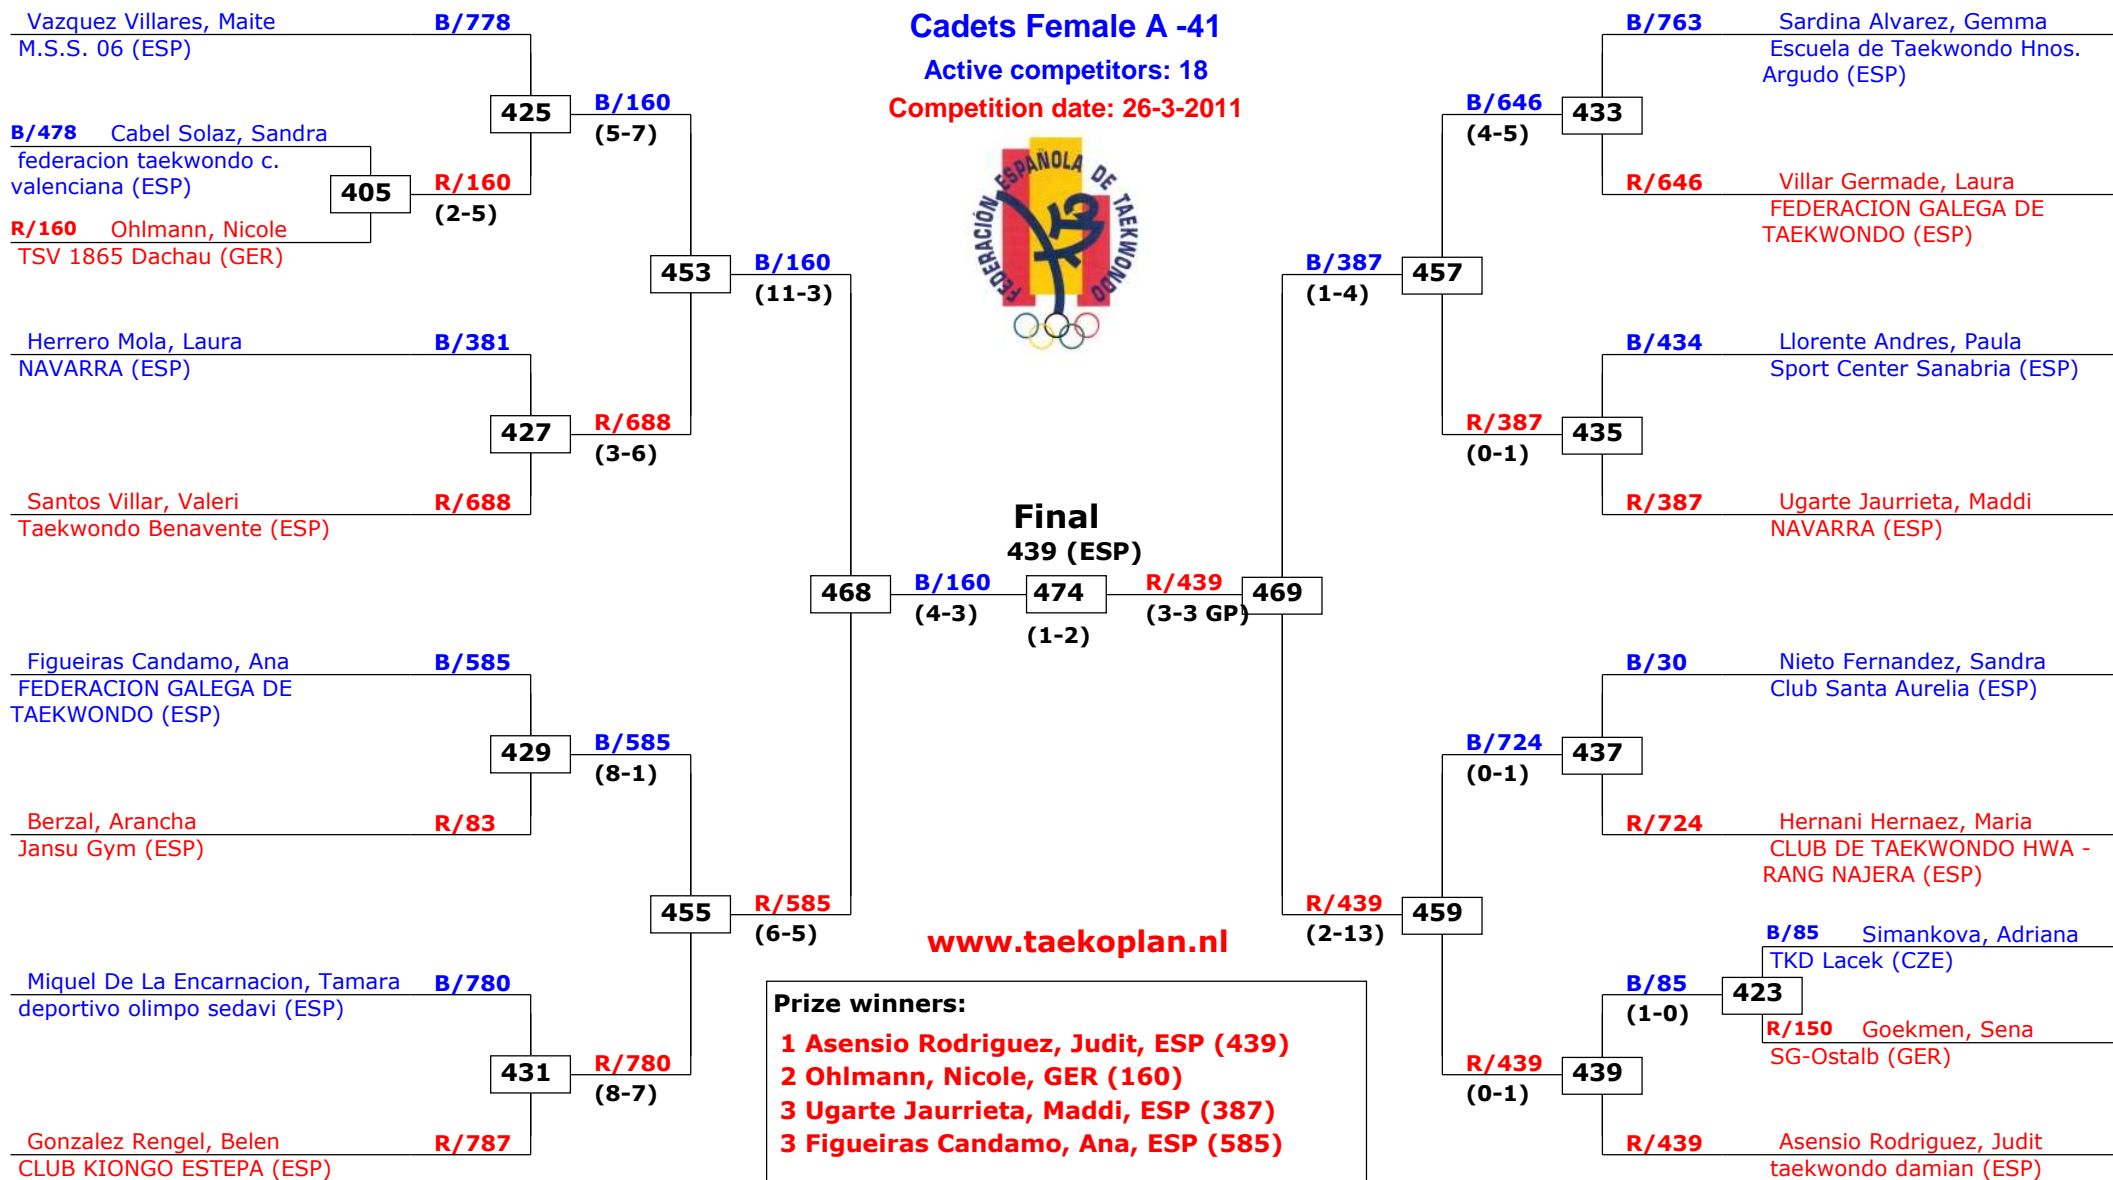 Cadets Female A -41
Active competitors: 18
Competition date: 26-3-2011
FEDERACIÓN ESPAÑOLA DE TAEKWONDO
Vazquez Villares, Maite B/778
M.S.S. 06 (ESP)
425
B/160
(5-7)
B/478 Cabel Solaz, Sandra
federacion taekwondo c.
valenciana (ESP)
405
R/160
(2-5)
R/160 Ohlmann, Nicole
TSV 1865 Dachau (GER)
453
B/160
(11-3)
Herrero Mola, Laura B/381
NAVARRA (ESP)
427
R/688
(3-6)
Santos Villar, Valeri R/688
Taekwondo Benavente (ESP)
468
B/160
(4-3)
Figueiras Candamo, Ana B/585
FEDERACION GALEGA DE
TAEKWONDO (ESP)
429
B/585
(8-1)
Berzal, Arancha R/83
Jansu Gym (ESP)
455
R/585
(6-5)
Miquel De La Encarnacion, Tamara B/780
deportivo olimpo sedavi (ESP)
431
R/780
(8-7)
Gonzalez Rengel, Belen R/787
CLUB KIONGO ESTEPA (ESP)
Final
439 (ESP)
474
(1-2)
B/763 Sardina Alvarez, Gemma
Escuela de Taekwondo Hnos.
Argudo (ESP)
B/646
(4-5)
433
R/646 Villar Germade, Laura
FEDERACION GALEGA DE
TAEKWONDO (ESP)
B/387
(1-4)
457
B/434 Llorente Andres, Paula
Sport Center Sanabria (ESP)
R/387
(0-1)
435
R/387 Ugarte Jaurrieta, Maddi
NAVARRA (ESP)
R/439
(3-3 GP)
469
B/30 Nieto Fernandez, Sandra
Club Santa Aurelia (ESP)
B/724
(0-1)
437
R/724 Hernani Hernaez, Maria
CLUB DE TAEKWONDO HWA -
RANG NAJERA (ESP)
R/439
(2-13)
459
B/85 Simankova, Adriana
TKD Lacek (CZE)
B/85
(1-0)
423
R/150 Goekmen, Sena
SG-Ostalb (GER)
R/439
(0-1)
439
R/439 Asensio Rodriguez, Judit
taekwondo damian (ESP)
www.taekoplan.nl
Prize winners:
1 Asensio Rodriguez, Judit, ESP (439)
2 Ohlmann, Nicole, GER (160)
3 Ugarte Jaurrieta, Maddi, ESP (387)
3 Figueiras Candamo, Ana, ESP (585)